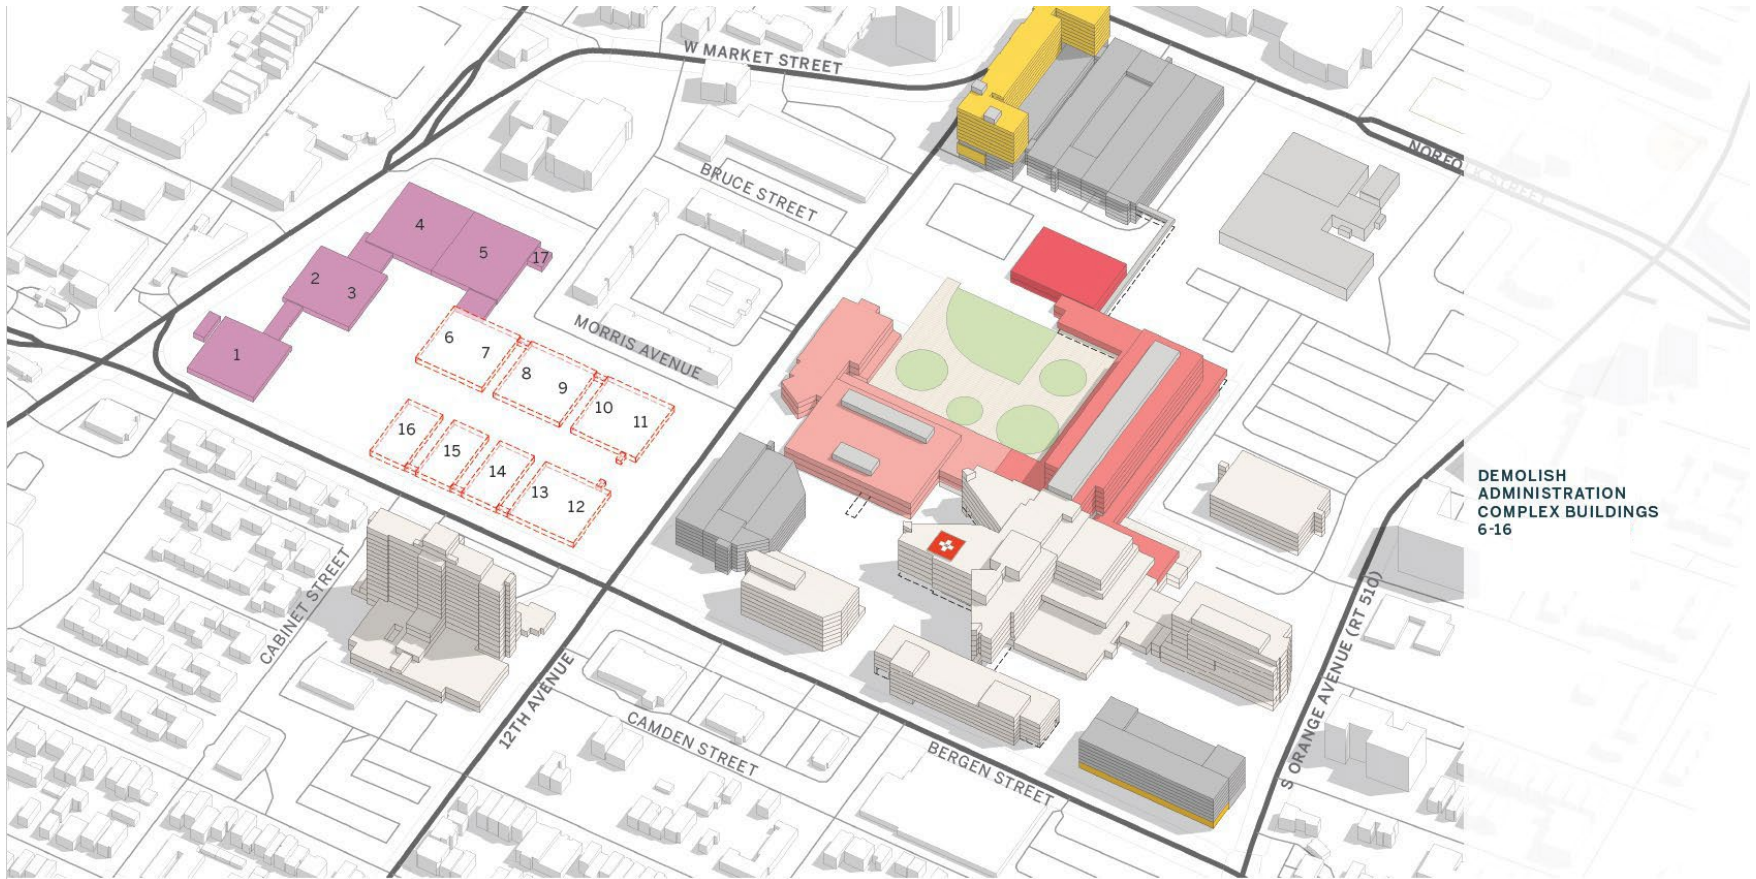 W MARKET STREET
NORFOLK STREET
BRUCE STREET
4
5
17
2
3
1
MORRIS AVENUE
6
7
8
9
10
11
16
15
14
13
12
DEMOLISH
ADMINISTRATION
COMPLEX BUILDINGS
6-16
CABINET STREET
12TH AVENUE
CAMDEN STREET
BERGEN STREET
S ORANGE AVENUE (RT 510)